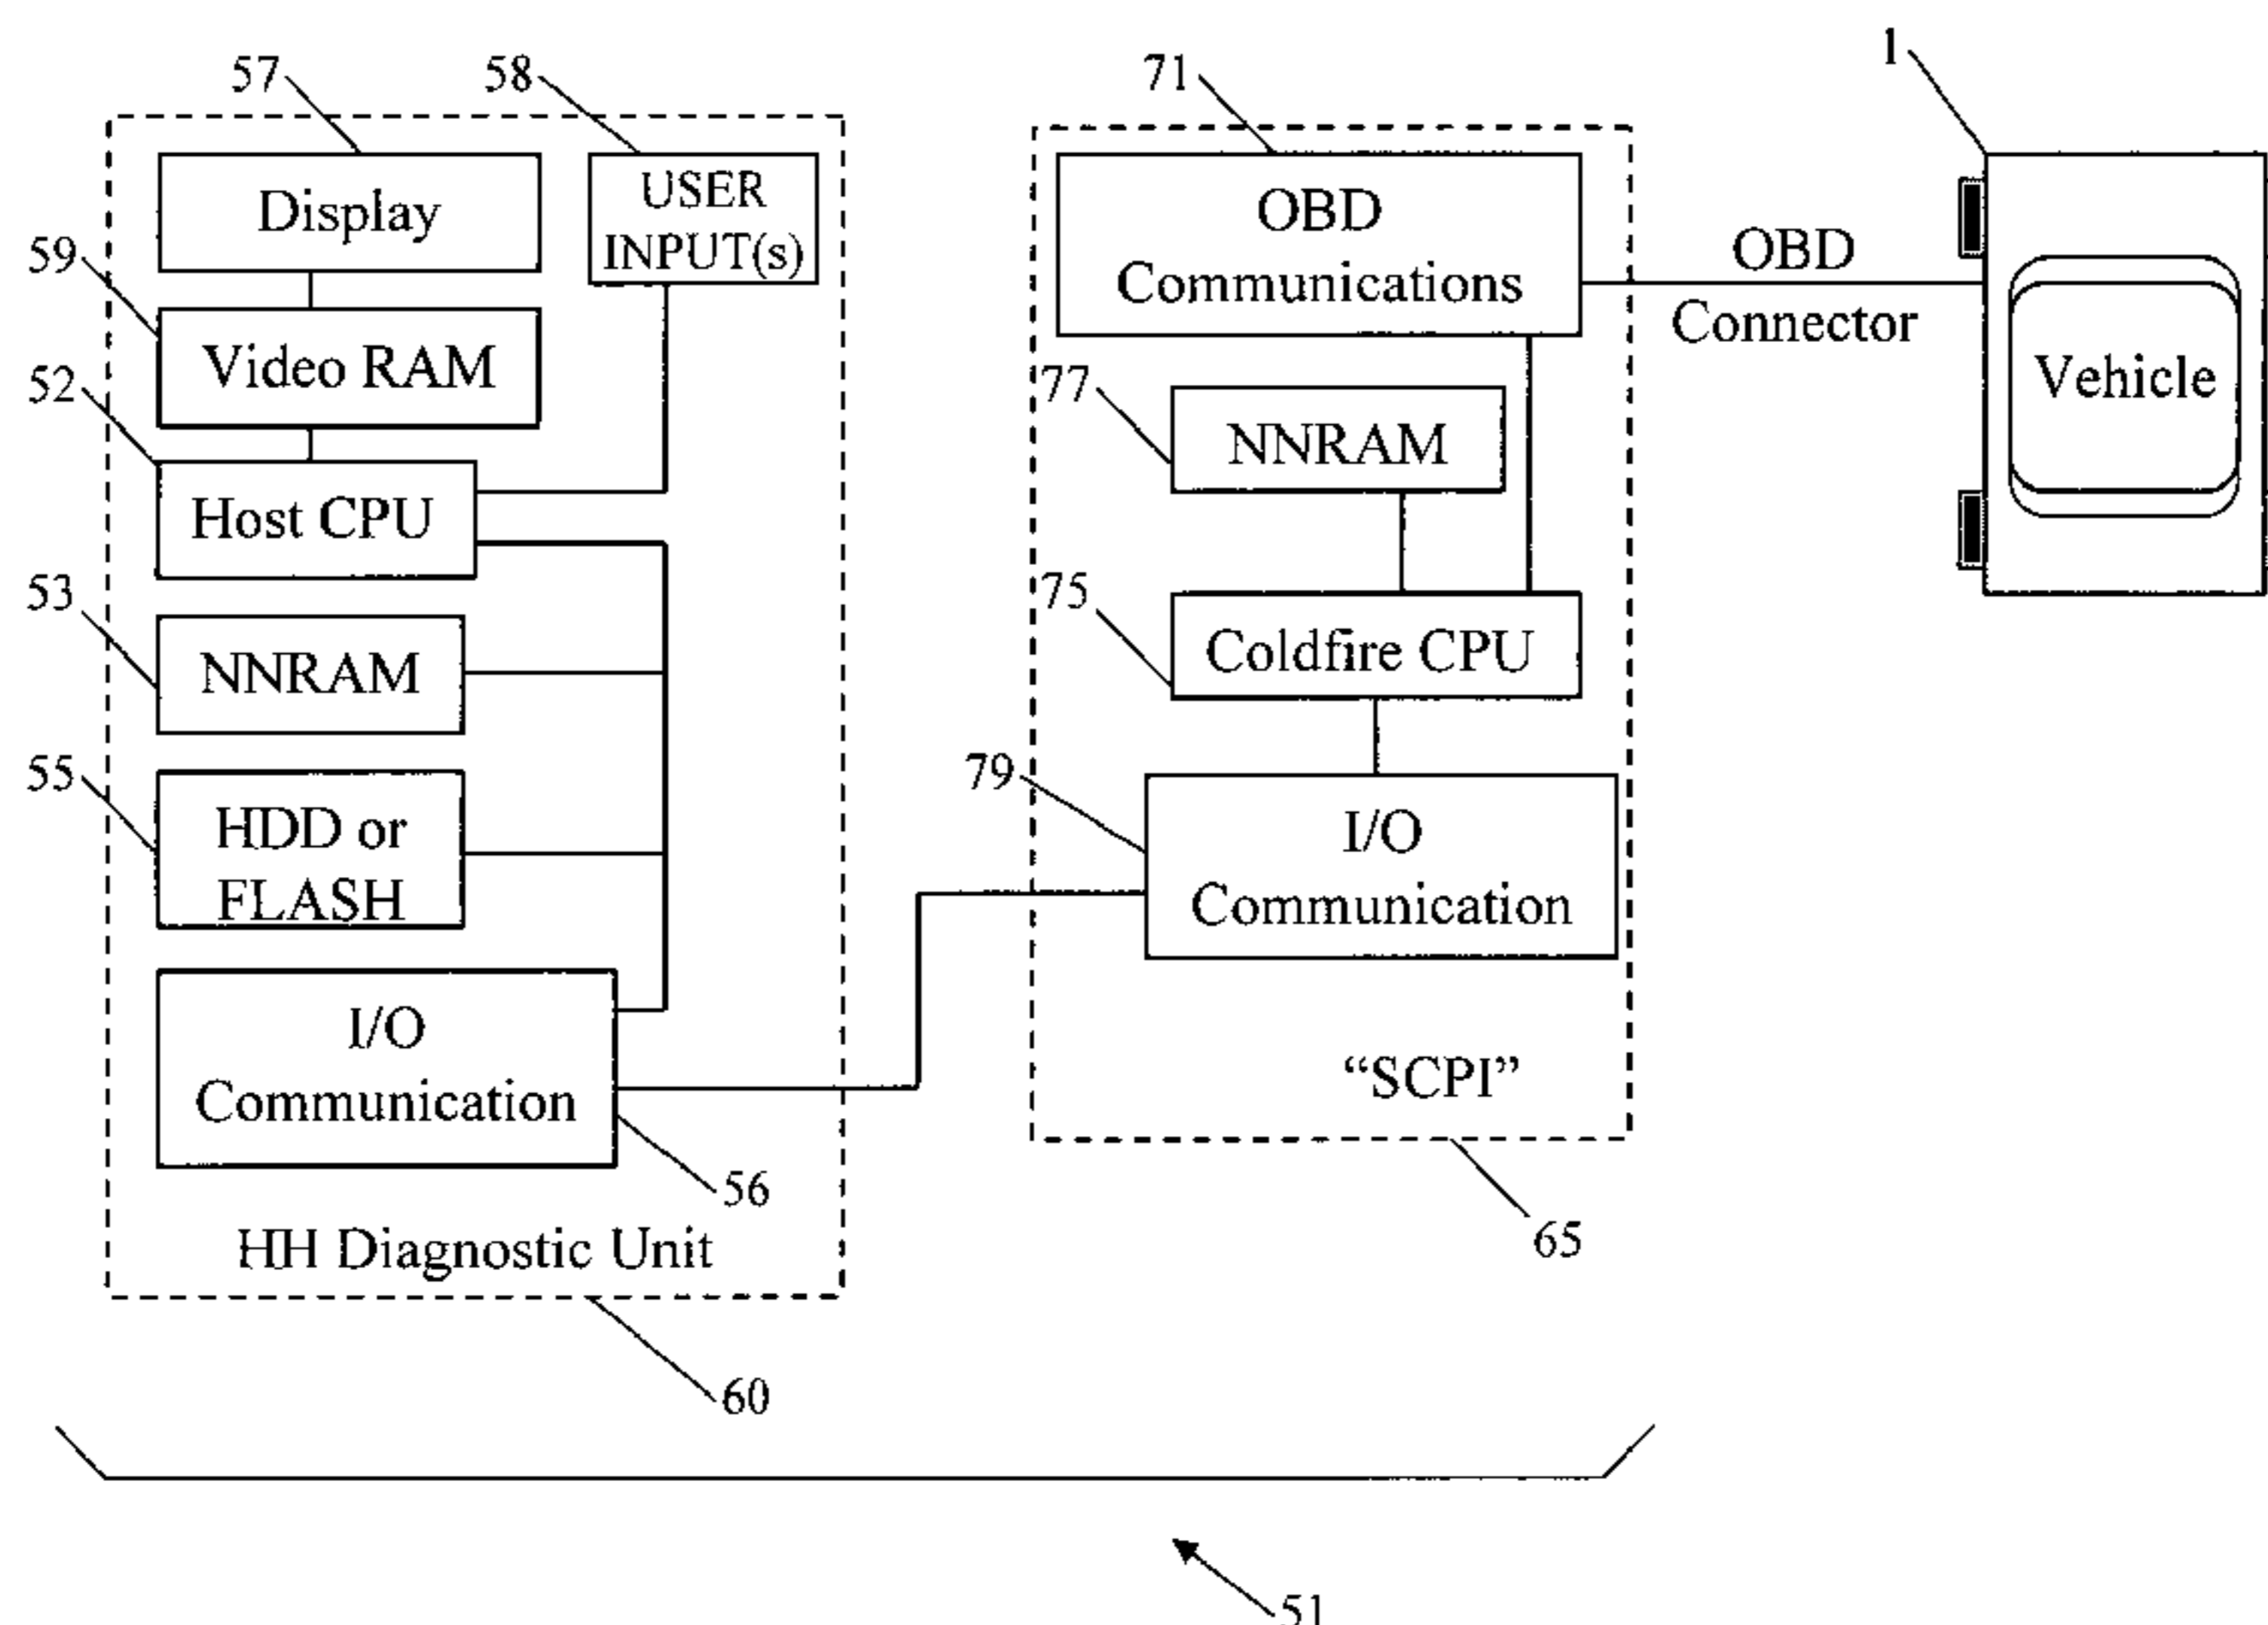 57
58
71
1
Display
USER
INPUT(s)
OBD
Communications
59
OBD
Connector
Video RAM
52
77
NNRAM
Vehicle
Host CPU
53
75
NNRAM
Coldfire CPU
55
79
HDD or
FLASH
I/O
Communication
I/O
Communication
“SCPI”
56
65
HH Diagnostic Unit
60
51